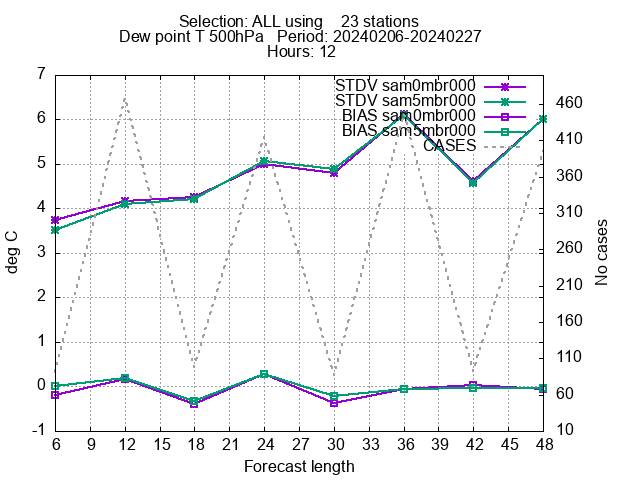 Selection: ALL using 23 stations
Dew point T 500hPa Period: 20240206-20240227
Hours: 12
STDV sam0mbr000
STDV sam5mbr000
BIAS sam0mbr000
BIAS sam5mbr000
CASES
7
6
5
4
3
2
1
0
-1
deg C
460
410
360
310
260
210
160
110
60
10
No cases
6 9 12 15 18 21 24 27 30 33 36 39 42 45 48
Forecast length